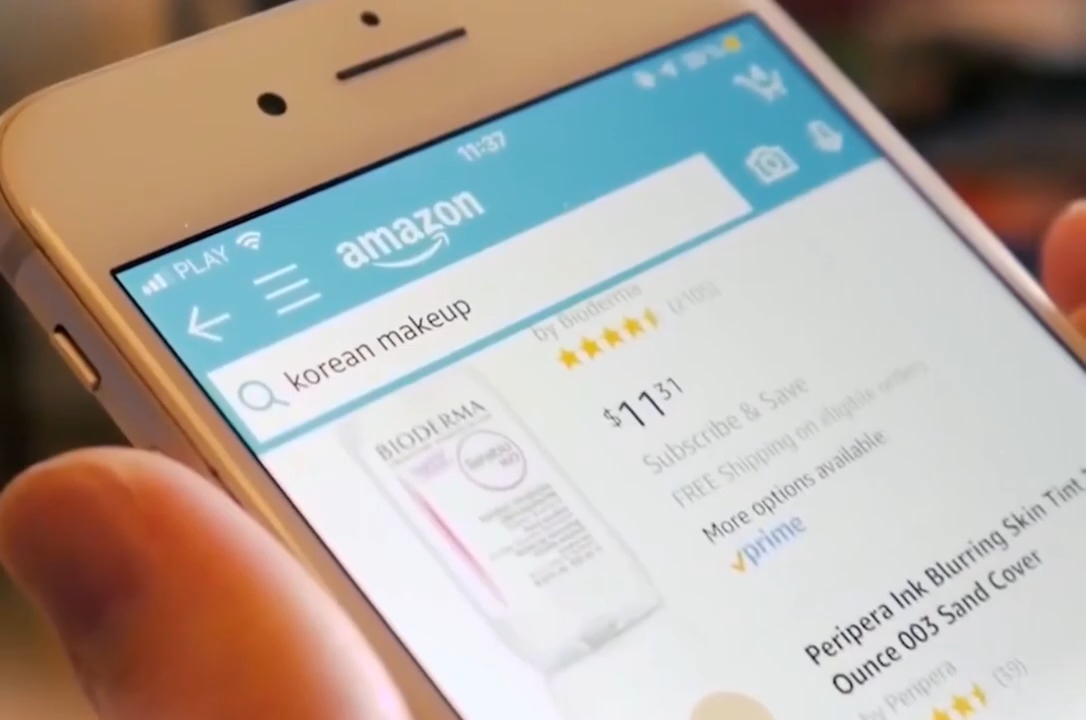 11:37
PLAY
amazon
korean makeup
by Bioderma
$11 31
Subscribe & Save
FREE Shipping on eligible orders
More options available
prime
BIODERMA
Peripera Ink Blurring Skin Tint
Ounce 003 Sand Cover
by Peripera
(39)